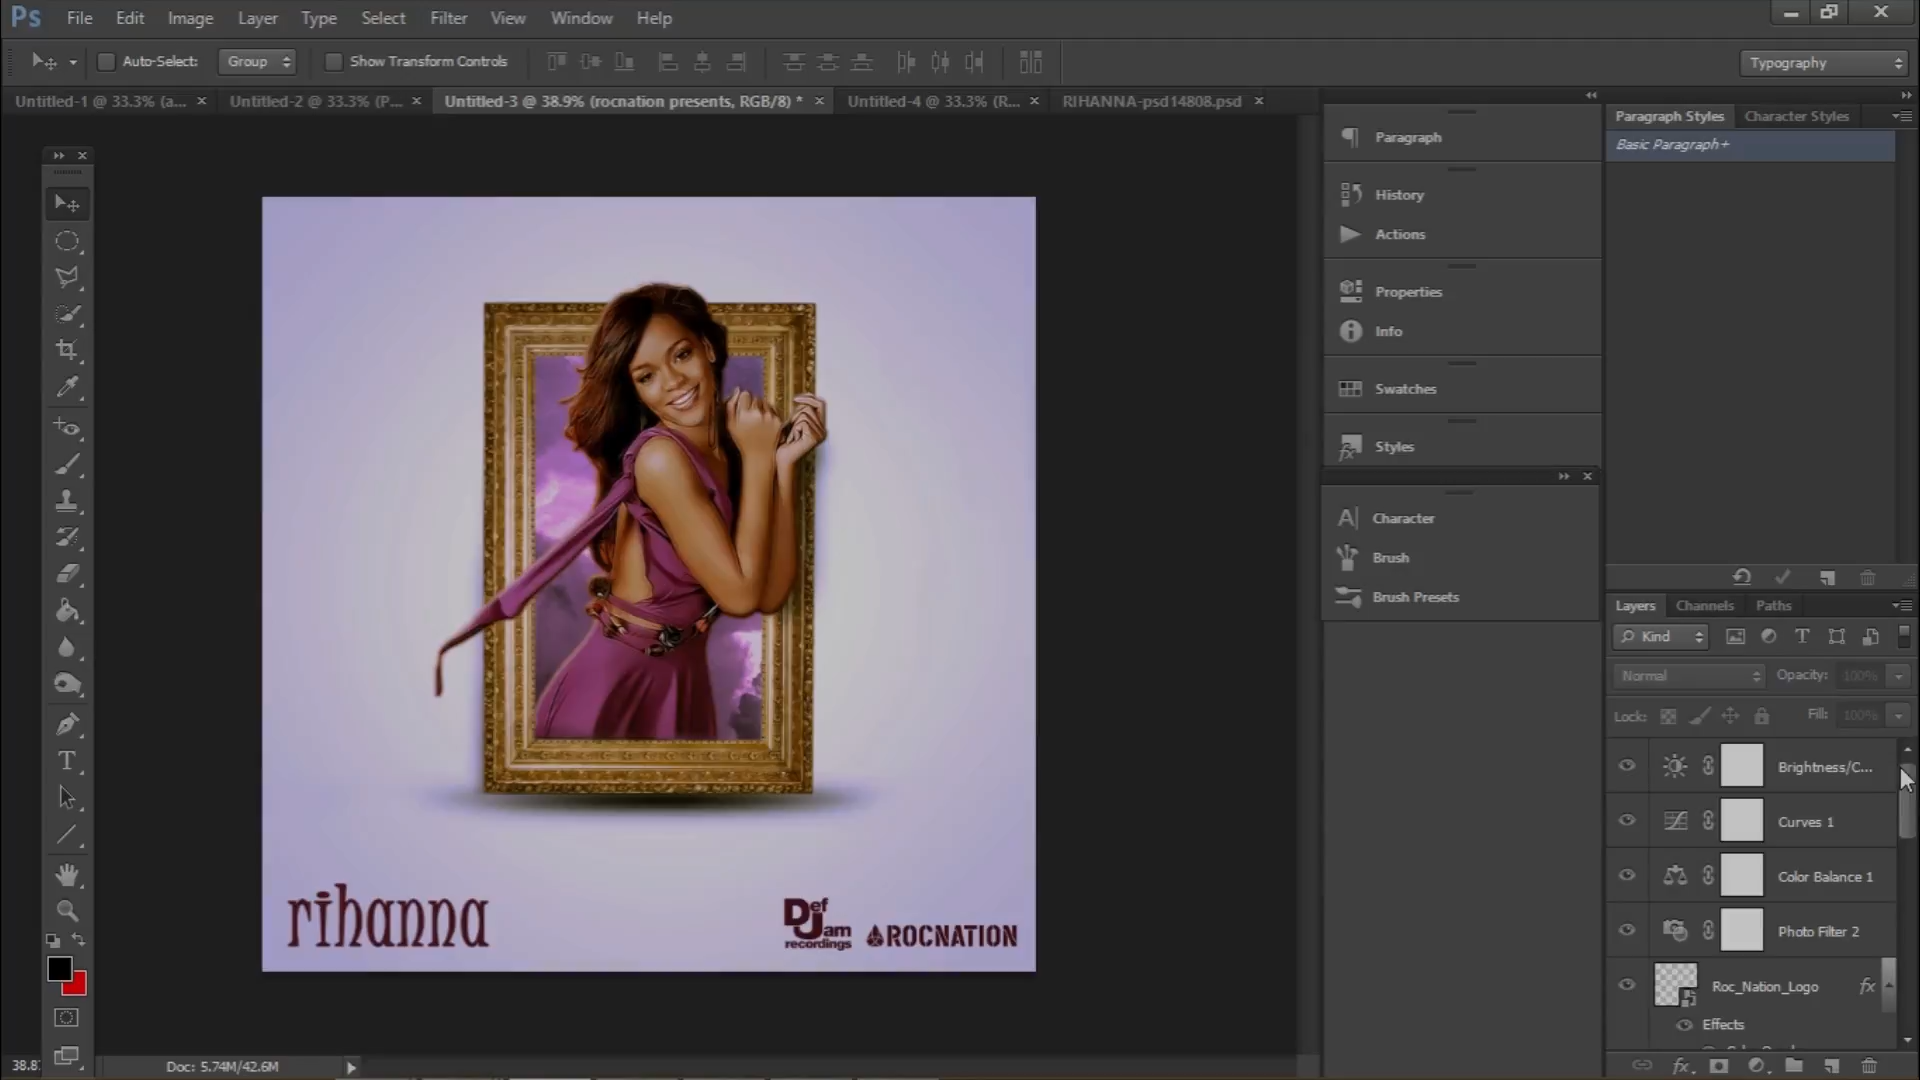 Ps File Edit Image Layer Type Select Filter View Window Help
Auto-Select: Group Show Transform Controls Typography
Untitled-1 @ 33.3% (a... × Untitled-2 @ 33.3% (P... × Untitled-3 @ 38.9% (rocnation presents, RGB/8) * × Untitled-4 @ 33.3% (R... × RIHANNA-psd14808.psd ×
Paragraph
History
Actions
Properties
Info
Swatches
Styles
Character
Brush
Brush Presets
Paragraph Styles Character Styles
Basic Paragraph+
Layers Channels Paths
Kind
Normal Opacity: 100%
Lock: Fill: 100%
Brightness/C...
Curves 1
Color Balance 1
Photo Filter 2
Roc_Nation_Logo fx
Effects
rihanna
Def Jam
recordings
ROCNATION
Doc: 5.74M/42.6M